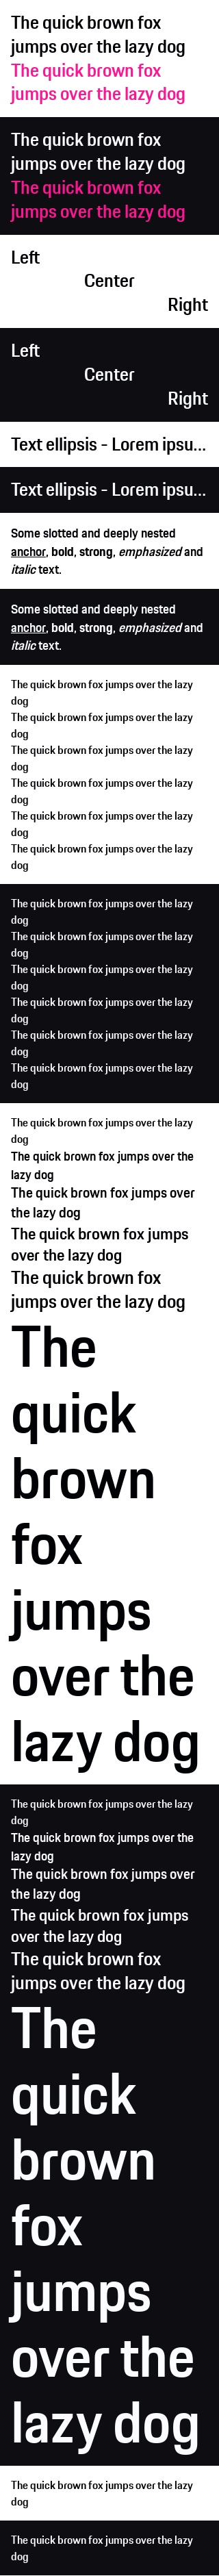 The quick brown fox
jumps over the lazy dog
The quick brown fox
jumps over the lazy dog
The quick brown fox
jumps over the lazy dog
The quick brown fox
jumps over the lazy dog
Left
Center
Right
Left
Center
Right
Text ellipsis - Lorem ipsu...
Text ellipsis - Lorem ipsu...
Some slotted and deeply nested
anchor, bold, strong, emphasized and
italic text.
Some slotted and deeply nested
anchor, bold, strong, emphasized and
italic text.
The quick brown fox jumps over the lazy
dog
The quick brown fox jumps over the lazy
dog
The quick brown fox jumps over the lazy
dog
The quick brown fox jumps over the lazy
dog
The quick brown fox jumps over the lazy
dog
The quick brown fox jumps over the lazy
dog
The quick brown fox jumps over the lazy
dog
The quick brown fox jumps over the lazy
dog
The quick brown fox jumps over the lazy
dog
The quick brown fox jumps over the lazy
dog
The quick brown fox jumps over the lazy
dog
The quick brown fox jumps over the lazy
dog
The quick brown fox jumps over the lazy
dog
The quick brown fox jumps over the
lazy dog
The quick brown fox jumps over
the lazy dog
The quick brown fox jumps
over the lazy dog
The quick brown fox
jumps over the lazy dog
The
quick
brown
fox
jumps
over the
lazy dog
The quick brown fox jumps over the lazy
dog
The quick brown fox jumps over the
lazy dog
The quick brown fox jumps over
the lazy dog
The quick brown fox jumps
over the lazy dog
The quick brown fox
jumps over the lazy dog
The
quick
brown
fox
jumps
over the
lazy dog
The quick brown fox jumps over the lazy
dog
The quick brown fox jumps over the lazy
dog